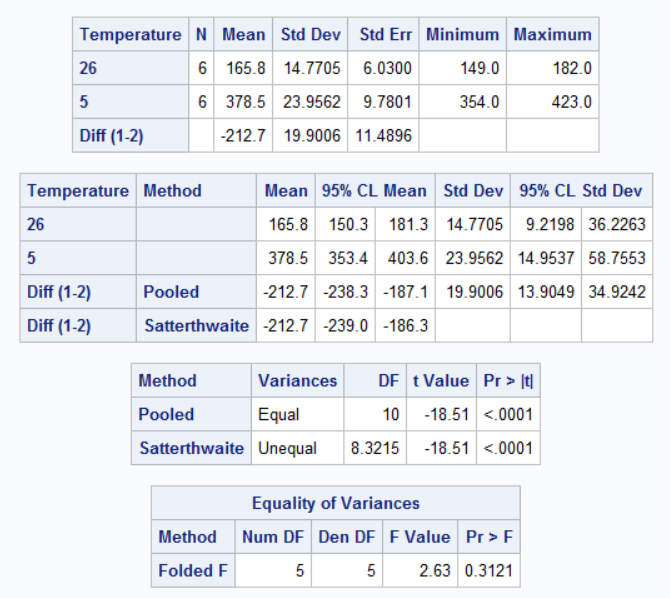 Temperature N Mean Std Dev Std Err Minimum Maximum
26 6 165.8 14.7705 6.0300 149.0 182.0
5 6 378.5 23.9562 9.7801 354.0 423.0
Diff (1-2) -212.7 19.9006 11.4896
Temperature Method Mean 95% CL Mean Std Dev 95% CL Std Dev
26 165.8 150.3 181.3 14.7705 9.2198 36.2263
5 378.5 353.4 403.6 23.9562 14.9537 58.7553
Diff (1-2) Pooled -212.7 -238.3 -187.1 19.9006 13.9049 34.9242
Diff (1-2) Satterthwaite -212.7 -239.0 -186.3
Method Variances DF t Value Pr > |t|
Pooled Equal 10 -18.51 <.0001
Satterthwaite Unequal 8.3215 -18.51 <.0001
Equality of Variances
Method Num DF Den DF F Value Pr > F
Folded F 5 5 2.63 0.3121